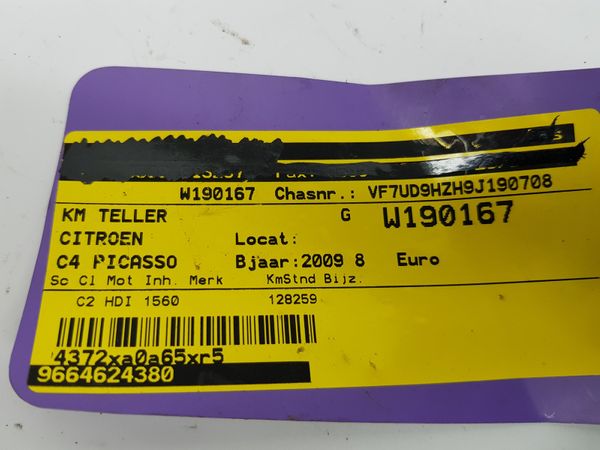 W190167 Chasnr.: VF7UD9HZH9J190708
KM TELLER G W190167
CITROEN Locat:
C4 PICASSO Bjaar:2009 8 Euro
Sc Cl Mot Inh. Merk KmStnd Bijz.
C2 HDI 1560 128259
4372xa0a65xr5
9664624380